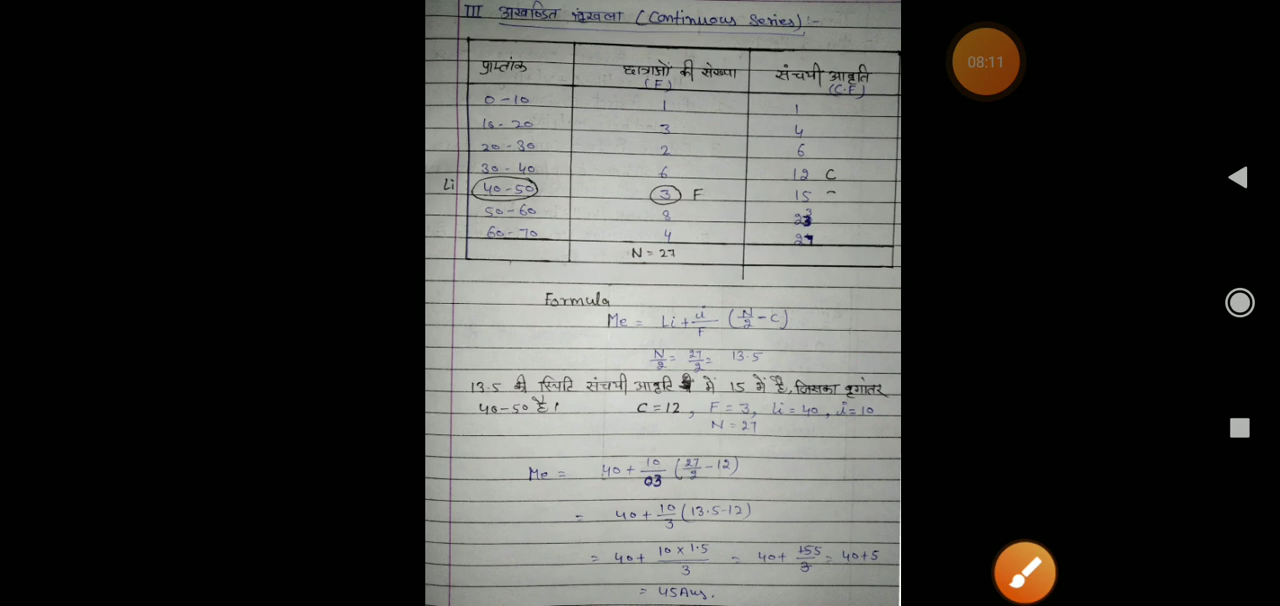 III अखण्डित श्रृंखला (Continuous Series) :-
08:11
प्राप्तांक छात्राओं की संख्या (F) संचयी आवृति (C.F)
0-10 1 1
10-20 3 4
20-30 2 6
30-40 6 12 C
Li 40-50 3 F 15 -
50-60 8 23
60-70 4 27
N = 27
Formula
Me = Li + i/F (N/2 - C)
N/2 = 27/2 = 13.5
13.5 की स्थिति संचयी आवृति में 15 में है, जिसका वृगांतर
40-50 है। C = 12, F = 3, Li = 40, i = 10
N = 27
Me = 40 + 10/03 (27/2 - 12)
= 40 + 10/3 (13.5-12)
= 40 + 10 x 1.5/3 = 40 + 155/3 = 40+5
= 45 Ans.